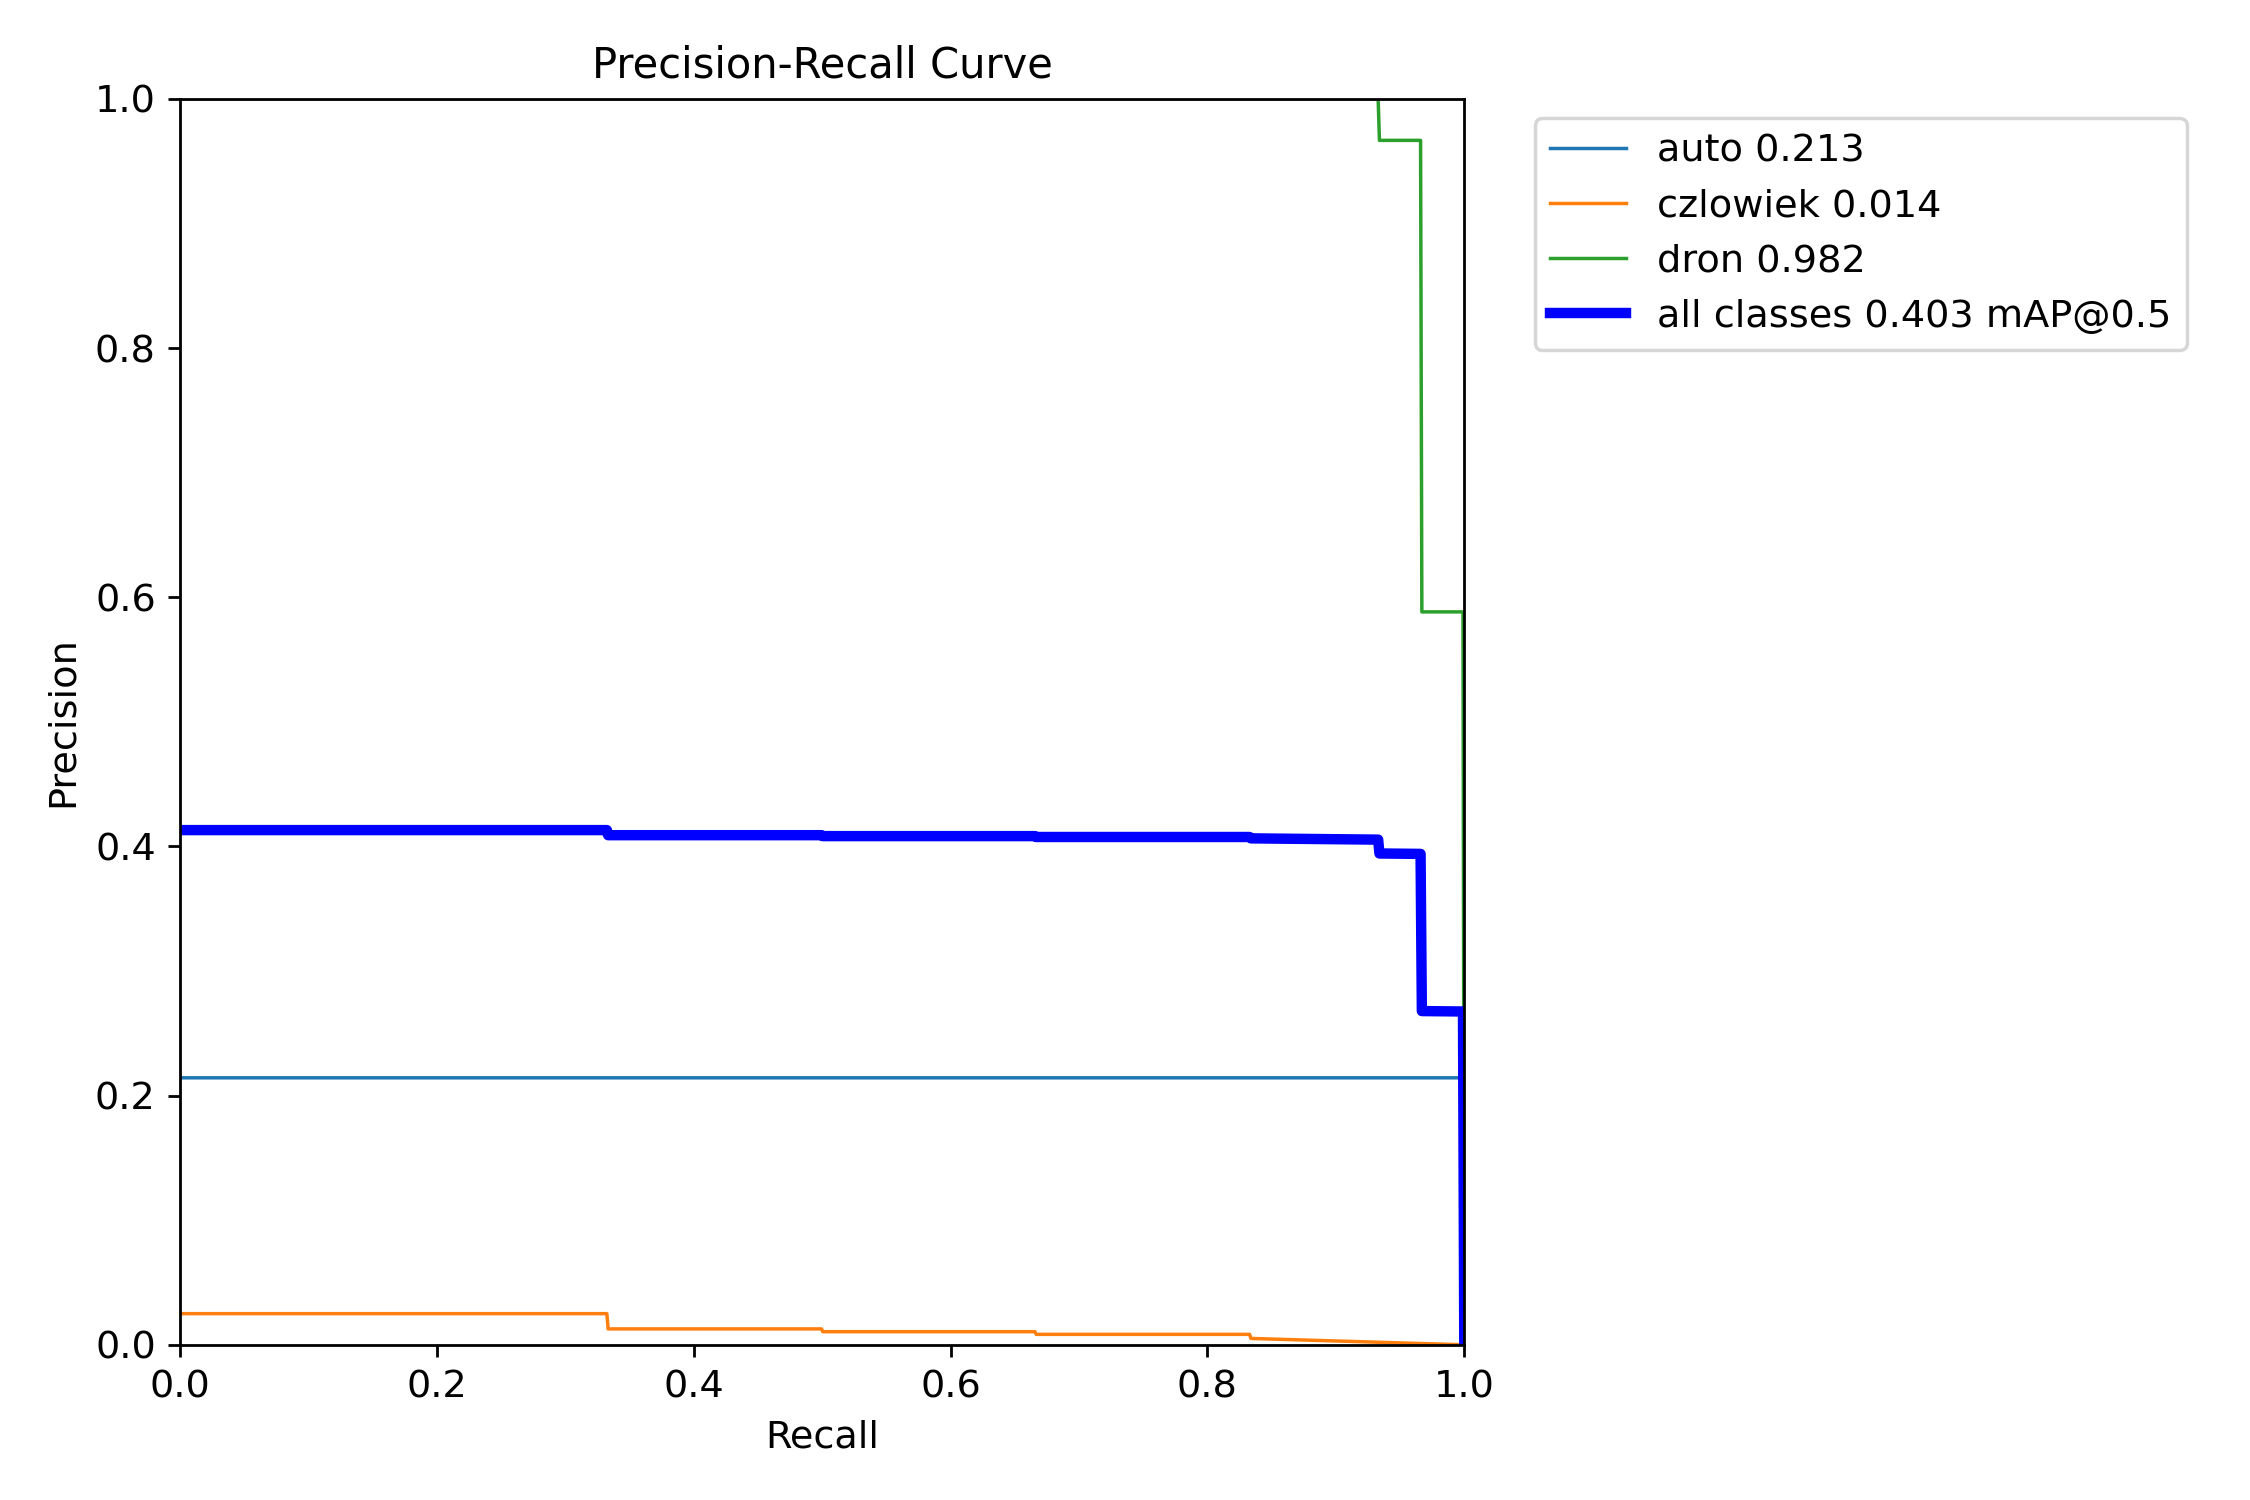 Precision-Recall Curve
1.0
0.8
0.6
0.4
0.2
0.0
Precision
0.0 0.2 0.4 0.6 0.8 1.0
Recall
auto 0.213
czlowiek 0.014
dron 0.982
all classes 0.403 mAP@0.5